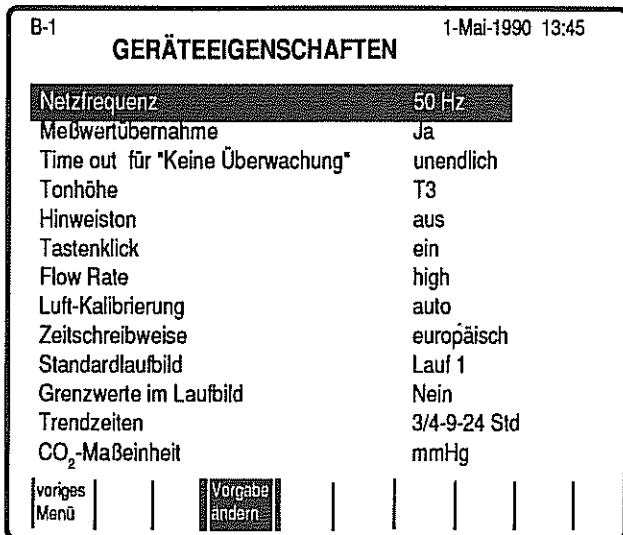 B-1 1-Mai-1990 13:45
GERÄTEEIGENSCHAFTEN
Netzfrequenz 50 Hz
Meßwertübernahme Ja
Time out für "Keine Überwachung" unendlich
Tonhöhe T3
Hinweiston aus
Tastenklick ein
Flow Rate high
Luft-Kalibrierung auto
Zeitschreibweise europäisch
Standardlaufbild Lauf 1
Grenzwerte im Laufbild Nein
Trendzeiten 3/4-9-24 Std
CO₂-Maßeinheit mmHg
voriges Vorgabe
Menü ändern